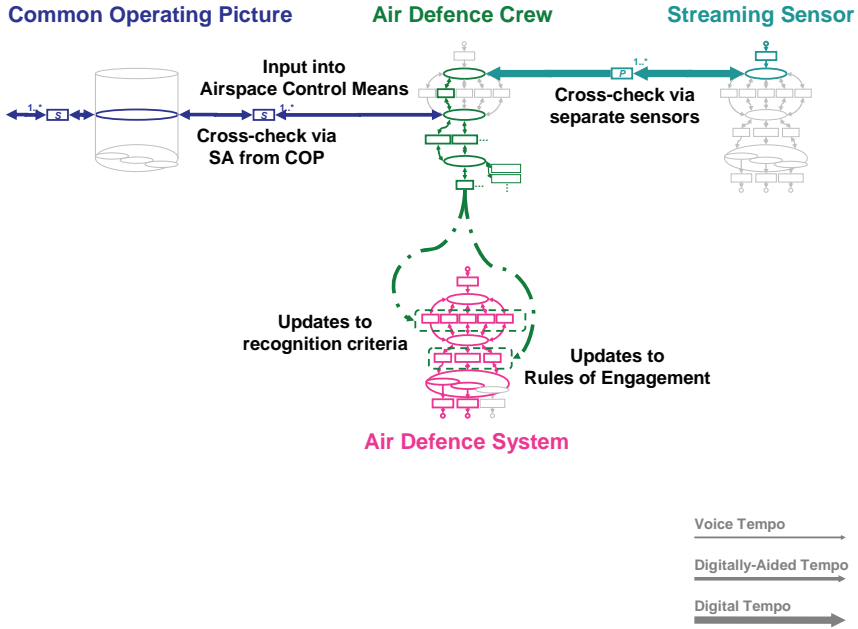 Common Operating Picture
Air Defence Crew
Streaming Sensor
Input into
Airspace Control Means
1..*
S
1..*
S
1..*
P
Cross-check via
SA from COP
Cross-check via
separate sensors
...
...
Updates to
recognition criteria
Updates to
Rules of Engagement
Air Defence System
Voice Tempo
Digitally-Aided Tempo
Digital Tempo